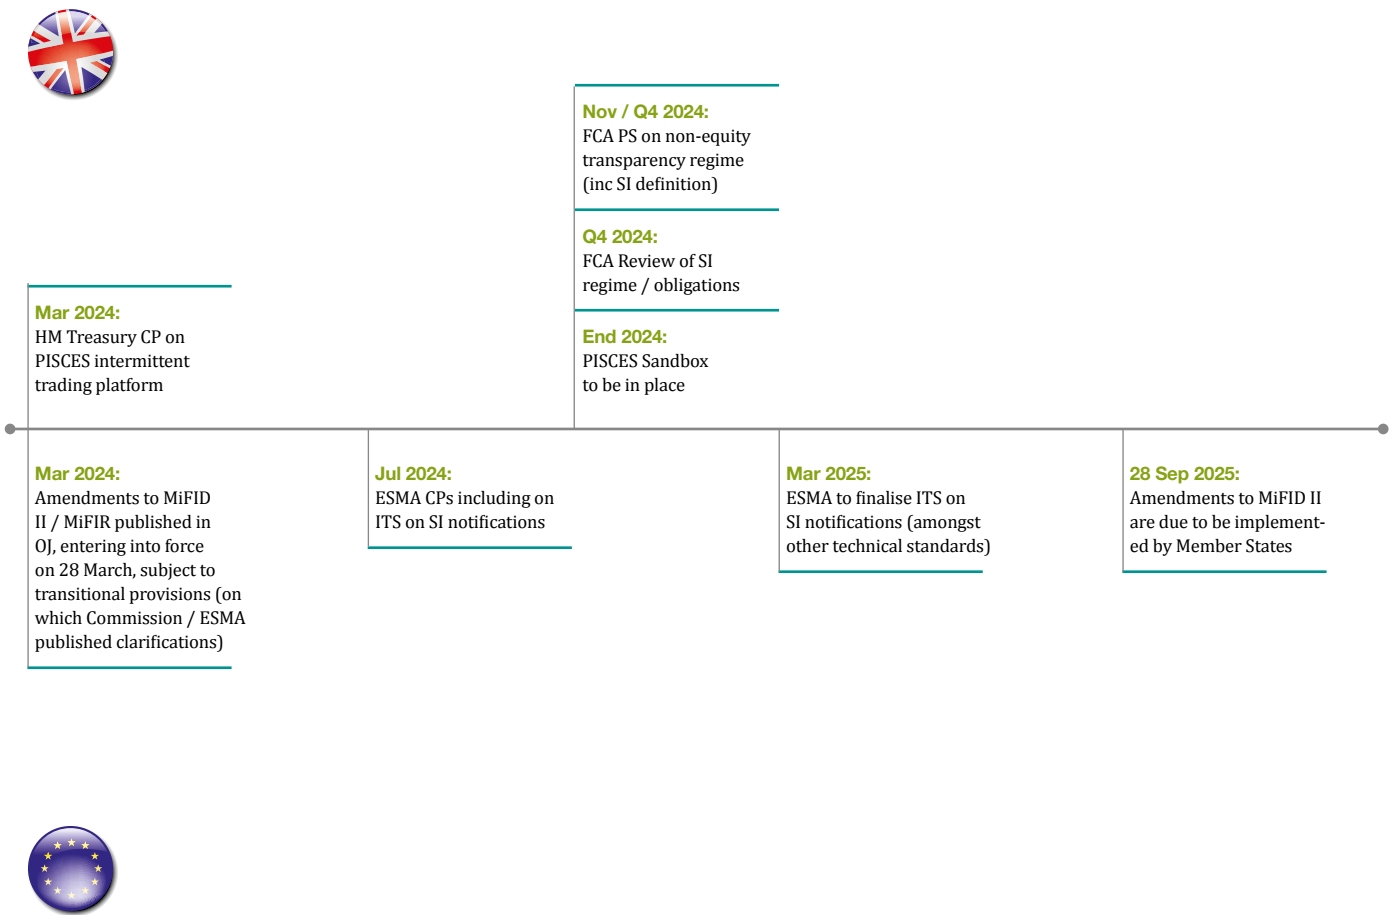 Nov / Q4 2024:
FCA PS on non-equity
transparency regime
(inc SI definition)
Q4 2024:
FCA Review of SI
regime / obligations
End 2024:
PISCES Sandbox
to be in place
Mar 2024:
HM Treasury CP on
PISCES intermittent
trading platform
Mar 2024:
Amendments to MiFID
II / MiFIR published in
OJ, entering into force
on 28 March, subject to
transitional provisions (on
which Commission / ESMA
published clarifications)
Jul 2024:
ESMA CPs including on
ITS on SI notifications
Mar 2025:
ESMA to finalise ITS on
SI notifications (amongst
other technical standards)
28 Sep 2025:
Amendments to MiFID II
are due to be implement-
ed by Member States